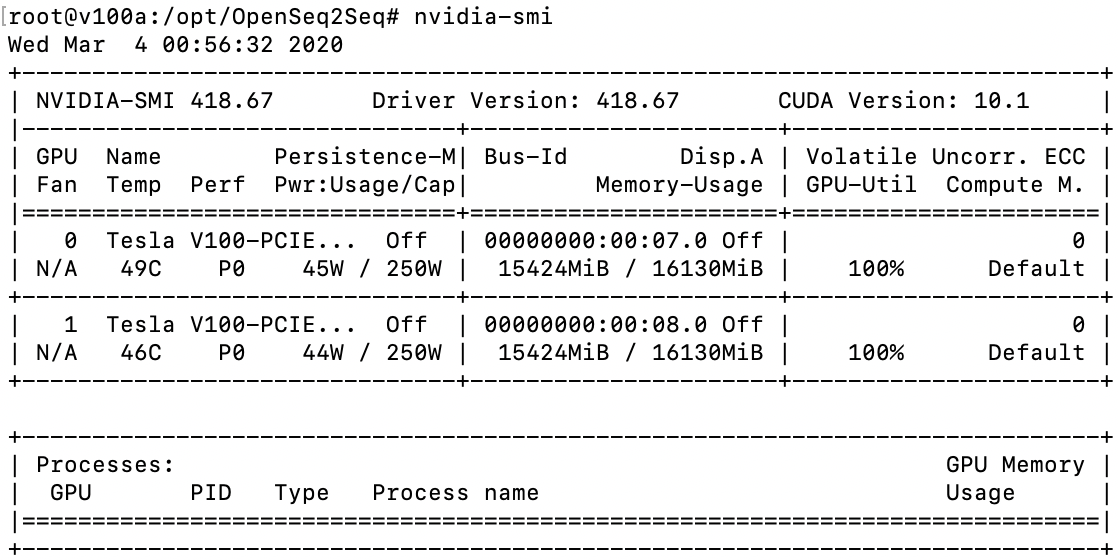 [root@v100a:/opt/OpenSeq2Seq# nvidia-smi
Wed Mar  4 00:56:32 2020
+-----------------------------------------------------------------------------+
| NVIDIA-SMI 418.67       Driver Version: 418.67       CUDA Version: 10.1     |
|-------------------------------+----------------------+----------------------+
| GPU  Name        Persistence-M| Bus-Id        Disp.A | Volatile Uncorr. ECC |
| Fan  Temp  Perf  Pwr:Usage/Cap|         Memory-Usage | GPU-Util  Compute M. |
|===============================+======================+======================|
|   0  Tesla V100-PCIE...  Off  | 00000000:00:07.0 Off |                    0 |
| N/A   49C    P0    45W / 250W |  15424MiB / 16130MiB |    100%      Default |
+-------------------------------+----------------------+----------------------+
|   1  Tesla V100-PCIE...  Off  | 00000000:00:08.0 Off |                    0 |
| N/A   46C    P0    44W / 250W |  15424MiB / 16130MiB |    100%      Default |
+-------------------------------+----------------------+----------------------+

+-----------------------------------------------------------------------------+
| Processes:                                                       GPU Memory |
|  GPU       PID   Type   Process name                             Usage      |
|=============================================================================|
+-----------------------------------------------------------------------------+